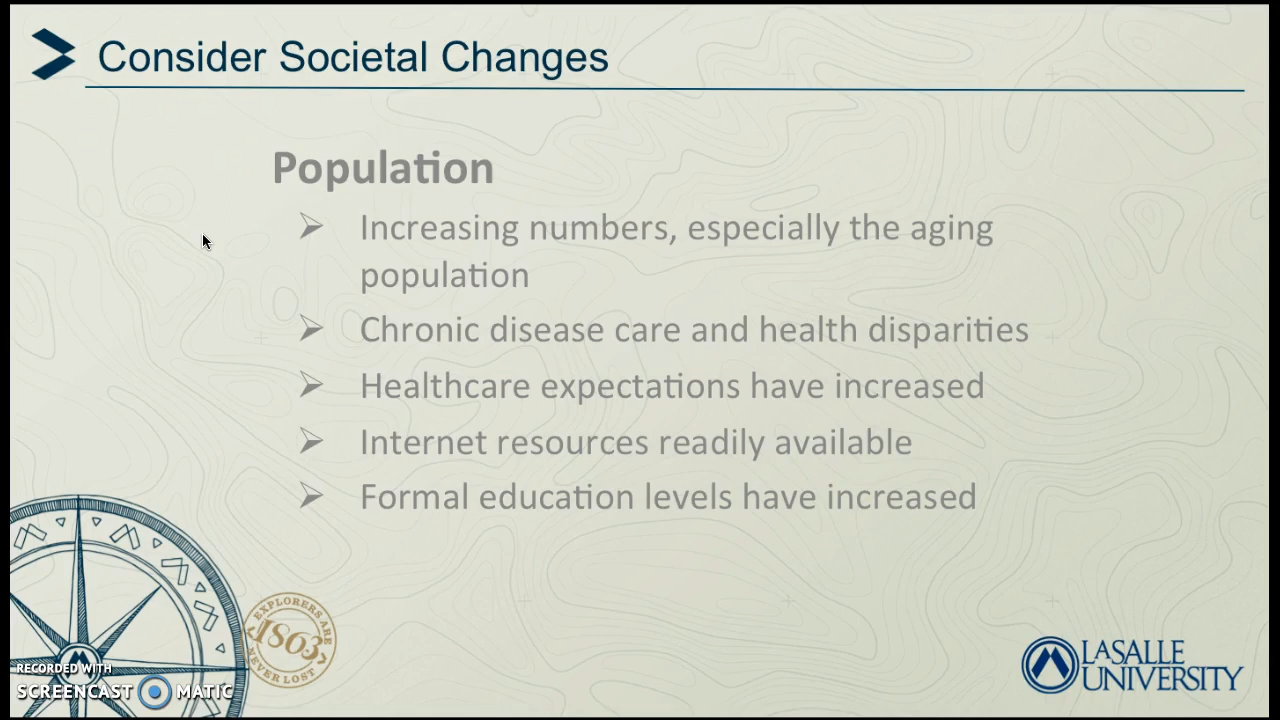 Consider Societal Changes
Population
Increasing numbers, especially the aging
population
Chronic disease care and health disparities
Healthcare expectations have increased
Internet resources readily available
Formal education levels have increased
EXPLORERS ARE
1863
NEVER LOST
RECORDED WITH
SCREENCAST MATIC
LASALLE
UNIVERSITY